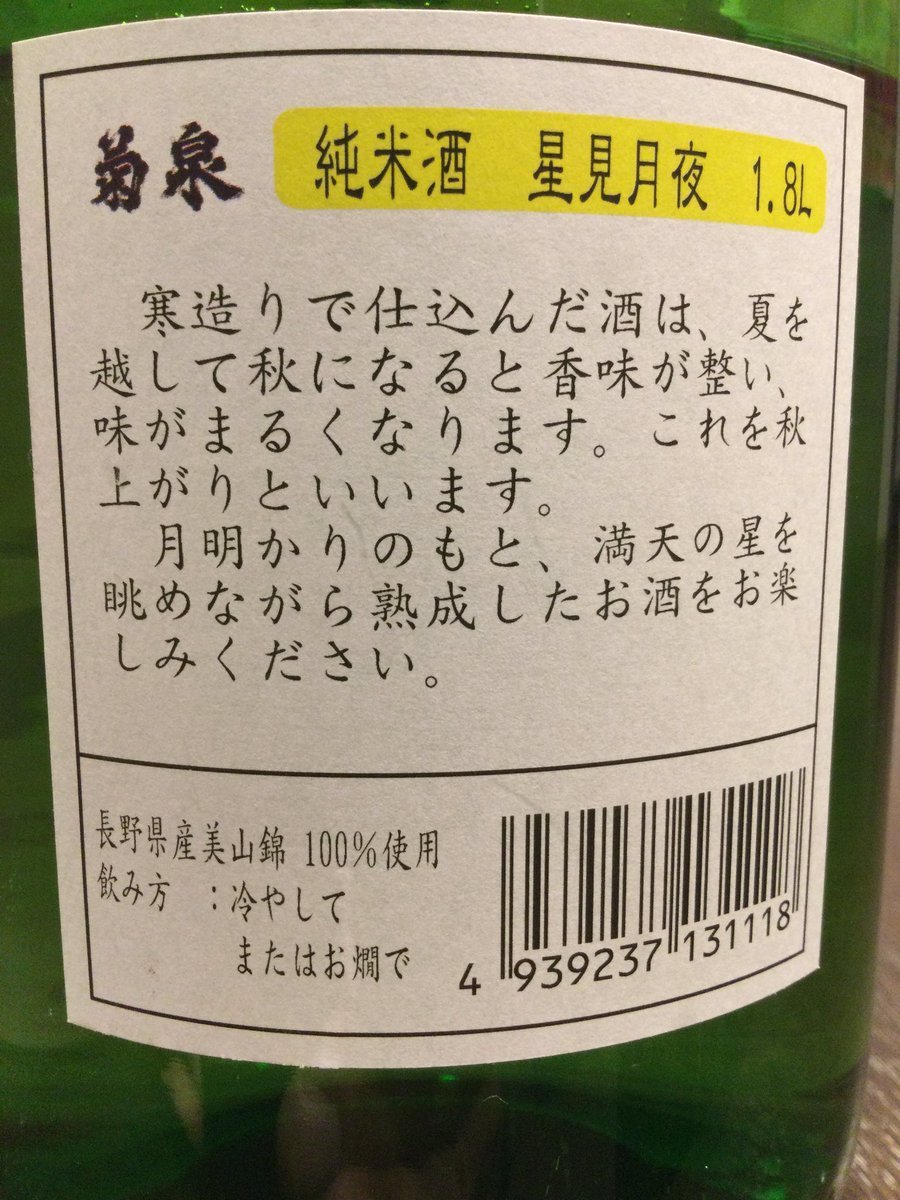 菊泉 純米酒 星見月夜 1.8L
寒造りで仕込んだ酒は、夏を
越して秋になると香味が整い、
味がまるくなります。これを秋
上がりといいます。
月明かりのもと、満天の星を
眺めながら熟成したお酒をお楽
しみください。
長野県産美山錦 100%使用
飲み方 :冷やして
またはお燗で
4 939237 131118